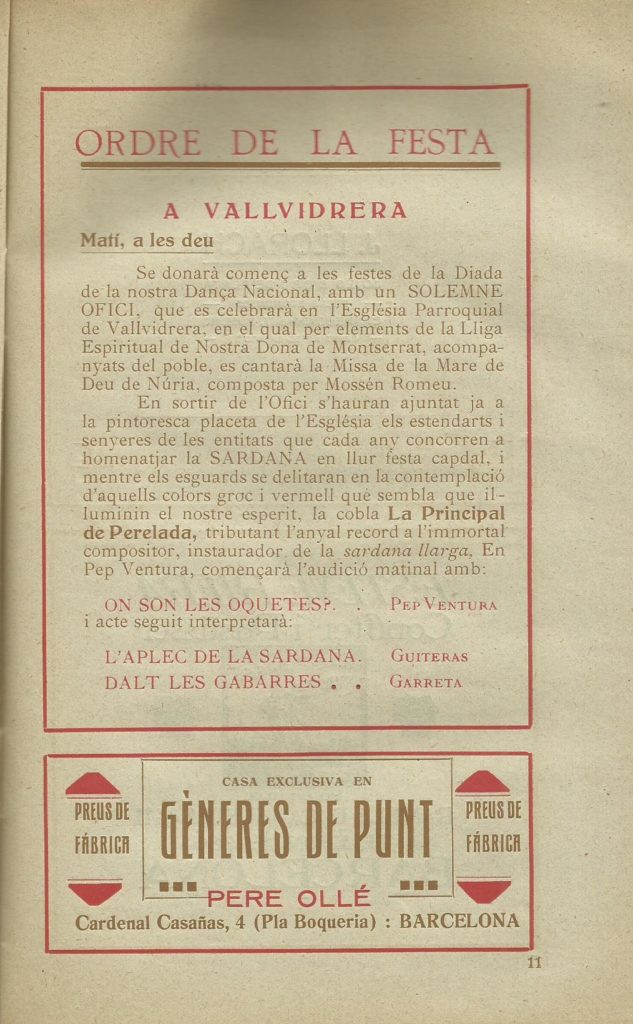 ORDRE DE LA FESTA
A VALLVIDRERA
Matí, a les deu
Se donarà començ a les festes de la Diada
de la nostra Dança Nacional, amb un SOLEMNE
OFICI, que es celebrarà en l'Església Parroquial
de Vallvidrera, en el qual per elements de la Lliga
Espiritual de Nostra Dona de Montserrat, acompa-
nyats del poble, es cantarà la Missa de la Mare de
Deu de Núria, composta per Mossén Romeu.
En sortir de l'Ofici s'hauran ajuntat ja a
la pintoresca placeta de l'Església els estendarts i
senyeres de les entitats que cada any concorren a
homenatjar la SARDANA en llur festa capdal, i
mentre els esguards se delitaran en la contemplació
d'aquells colors groc i vermell que sembla que il-
luminin el nostre esperit, la cobla La Principal
de Perelada, tributant l'anyal record a l'immortal
compositor, instaurador de la sardana llarga, En
Pep Ventura, començarà l'audició matinal amb:
ON SON LES OQUETES?. . PEP VENTURA
i acte seguit interpretarà:
L'APLEC DE LA SARDANA. GUITERAS
DALT LES GABARRES . . GARRETA
PREUS DE
FÁBRICA
CASA EXCLUSIVA EN
GÈNERES DE PUNT
PERE OLLÉ
PREUS DE
FÁBRICA
Cardenal Casañas, 4 (Pla Boqueria) : BARCELONA
11